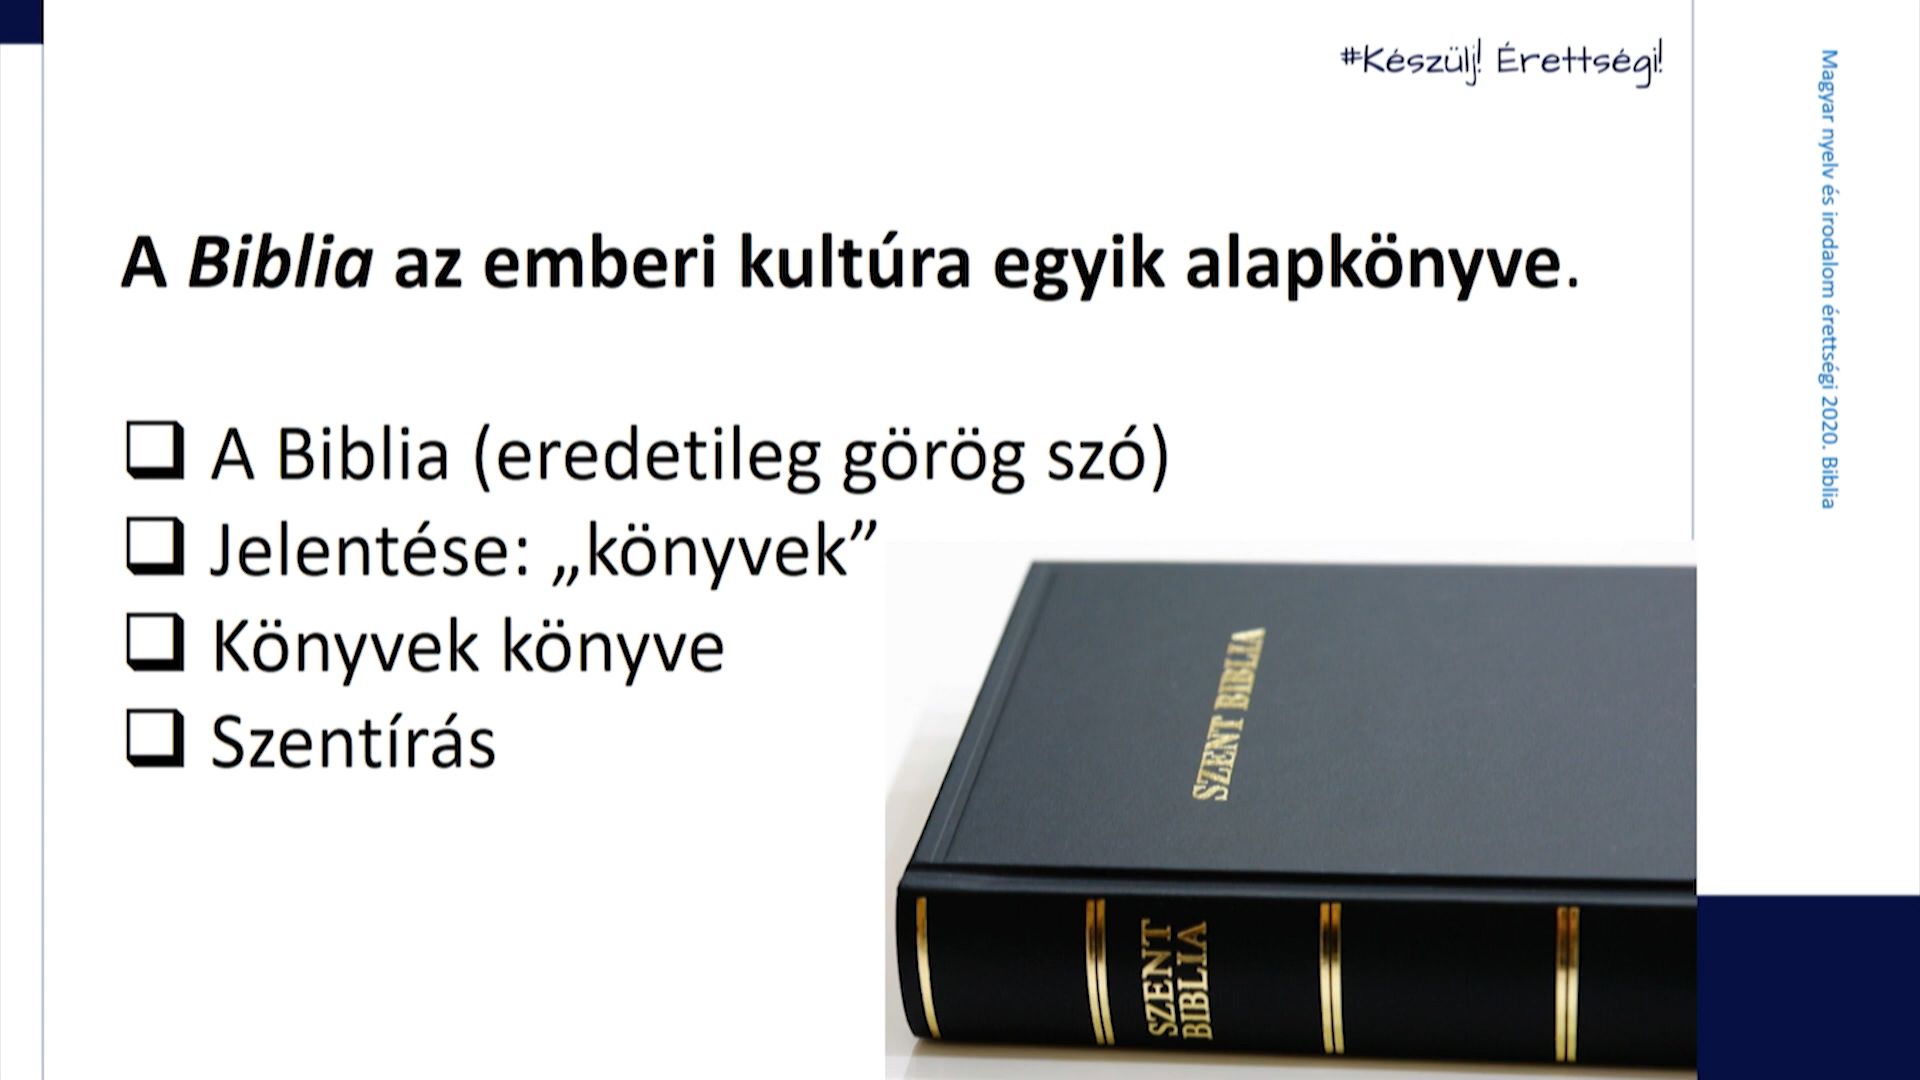 #Készülj! Érettségi!
A Biblia az emberi kultúra egyik alapkönyve.
A Biblia (eredetileg görög szó)
Jelentése: „könyvek”
Könyvek könyve
Szentírás
SZENT BIBLIA
SZENT
BIBLIA
Magyar nyelv és irodalom érettségi 2020. Biblia